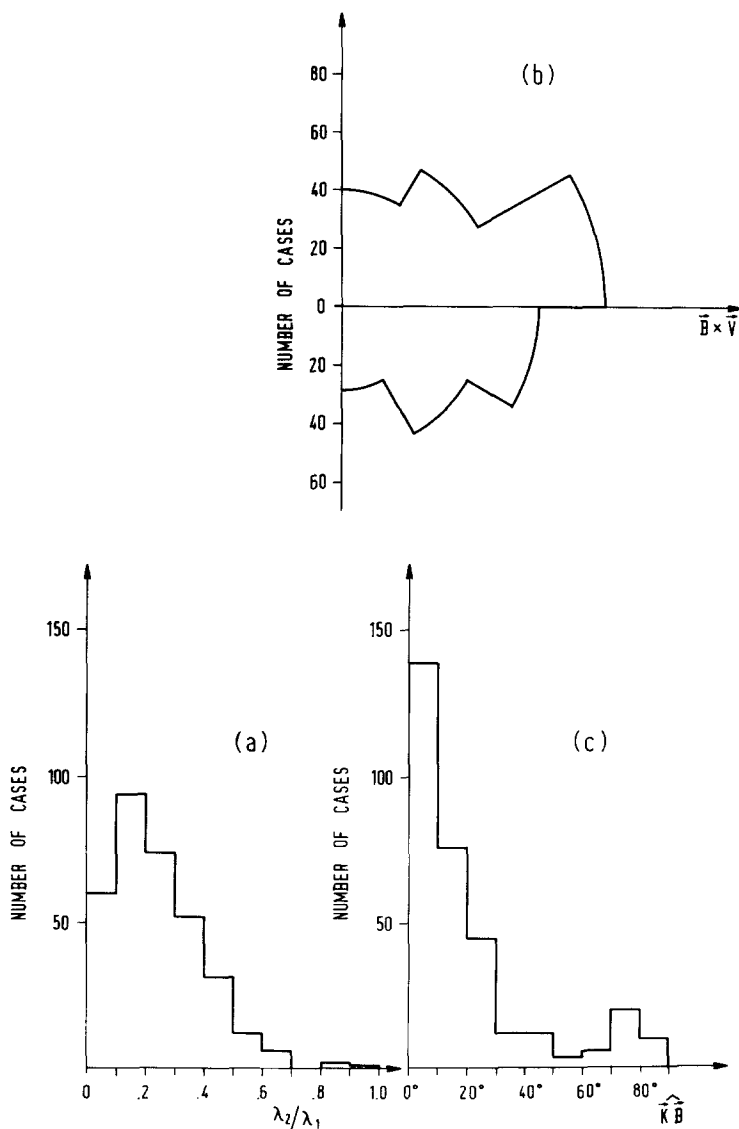 (b)
80
60
40
20
0
20
40
60
NUMBER OF CASES
B⃗ × V⃗
(a)
150
100
50
NUMBER OF CASES
0 .2 .4 .6 .8 1.0
λ₂/λ₁
(c)
150
100
50
NUMBER OF CASES
0° 20° 40° 60° 80°
K⃗B⃗